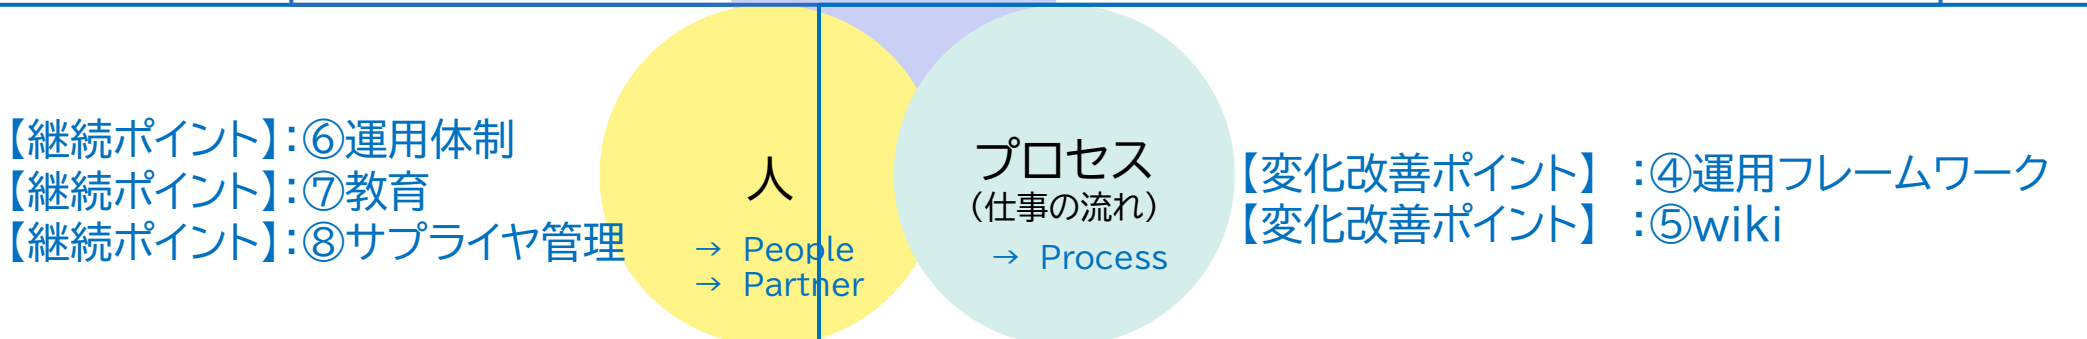 【継続ポイント】：⑥運用体制
【継続ポイント】：⑦教育
【継続ポイント】：⑧サプライヤ管理
人
→ People
→ Partner
プロセス
（仕事の流れ）
→ Process
【変化改善ポイント】 ：④運用フレームワーク
【変化改善ポイント】 ：⑤wiki